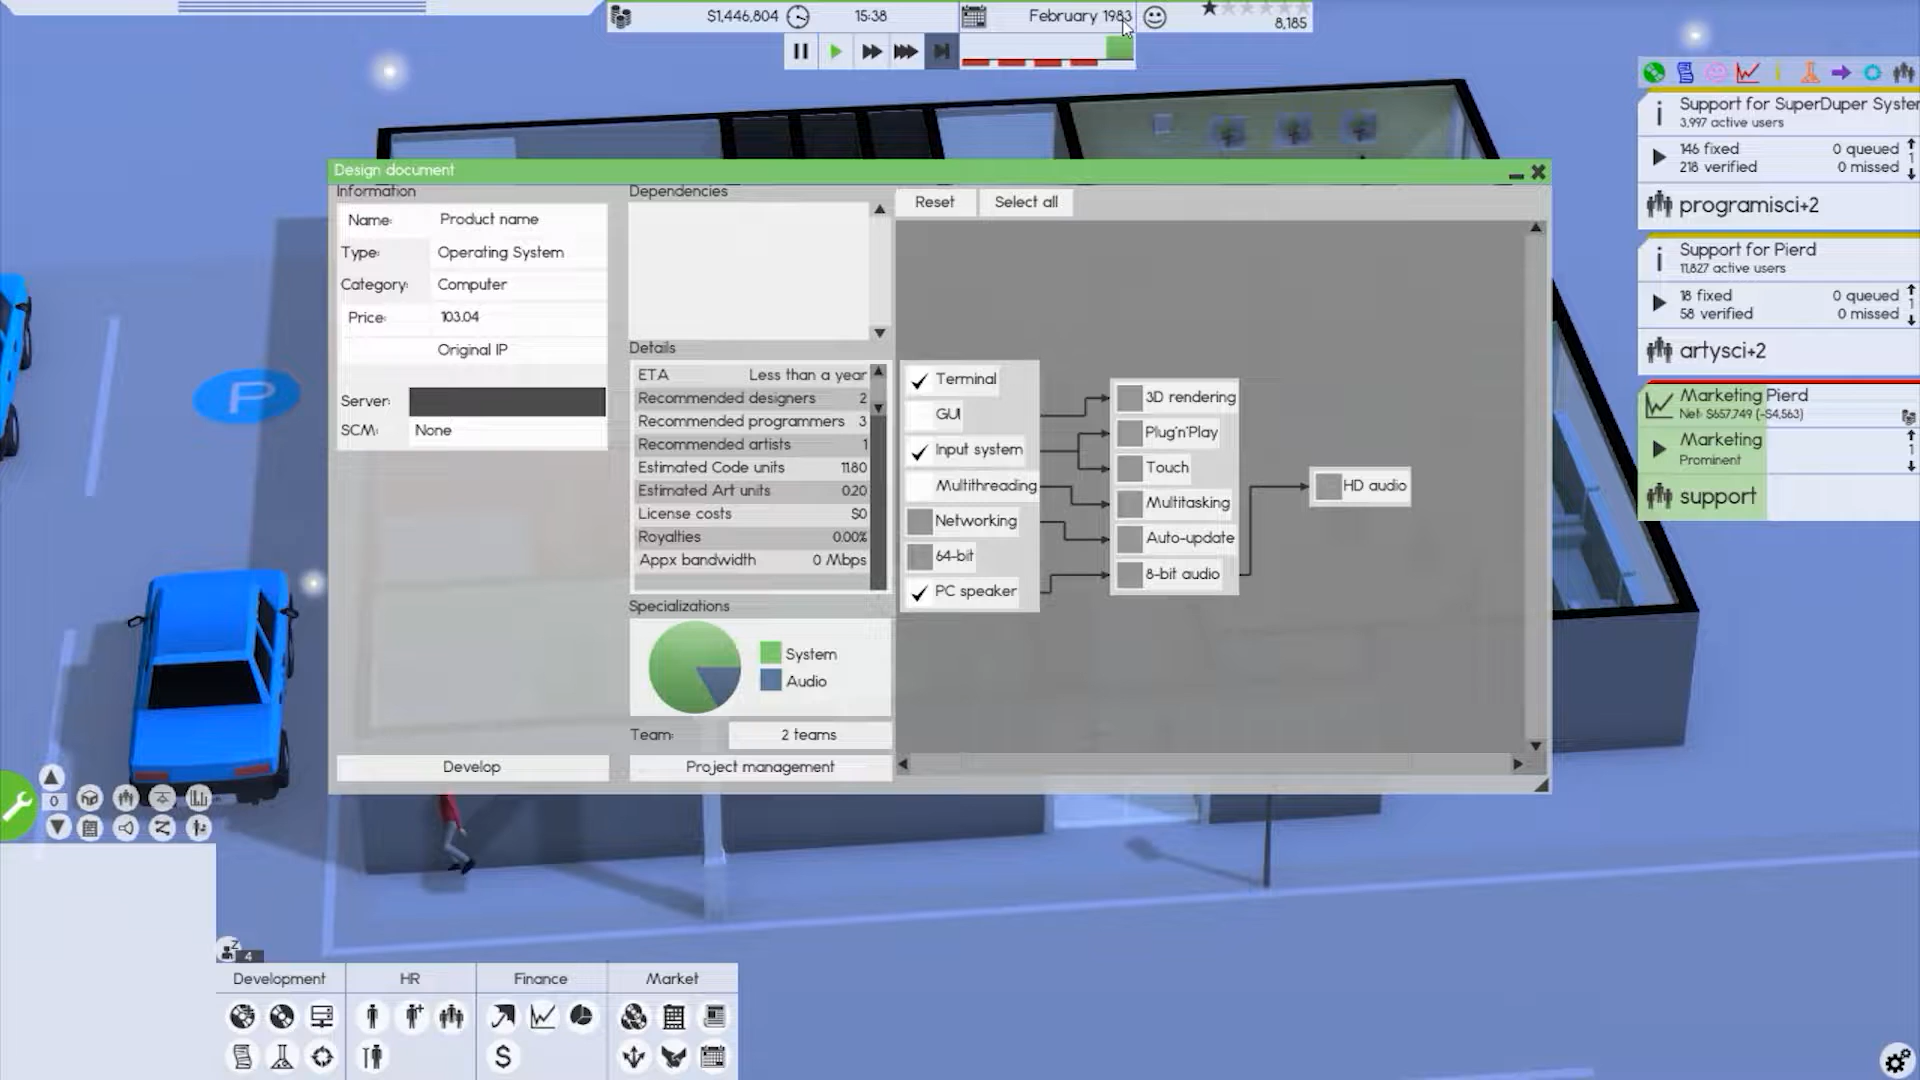 $1,446,804
15:38
February 1983
8,185
Support for SuperDuper Syster
3,997 active users
146 fixed
0 queued
218 verified
0 missed
1
programisci+2
Support for Pierd
11,827 active users
18 fixed
0 queued
58 verified
0 missed
1
artysci+2
Marketing Pierd
Net: $657,749 (-$4,563)
Marketing
Prominent
1
support
Design document
Information
Name: Product name
Type: Operating System
Category: Computer
Price: 103.04
Original IP
Server:
SCM: None
Develop
Dependencies
Details
ETA Less than a year
Recommended designers 2
Recommended programmers 3
Recommended artists 1
Estimated Code units 11.80
Estimated Art units 0.20
License costs $0
Royalties 0.00%
Appx bandwidth 0 Mbps
Specializations
System
Audio
Team: 2 teams
Project management
Reset
Select all
Terminal
GUI
Input system
Multithreading
Networking
64-bit
PC speaker
3D rendering
Plug'n'Play
Touch
Multitasking
Auto-update
8-bit audio
HD audio
P
0
Z
4
Development
HR
Finance
Market